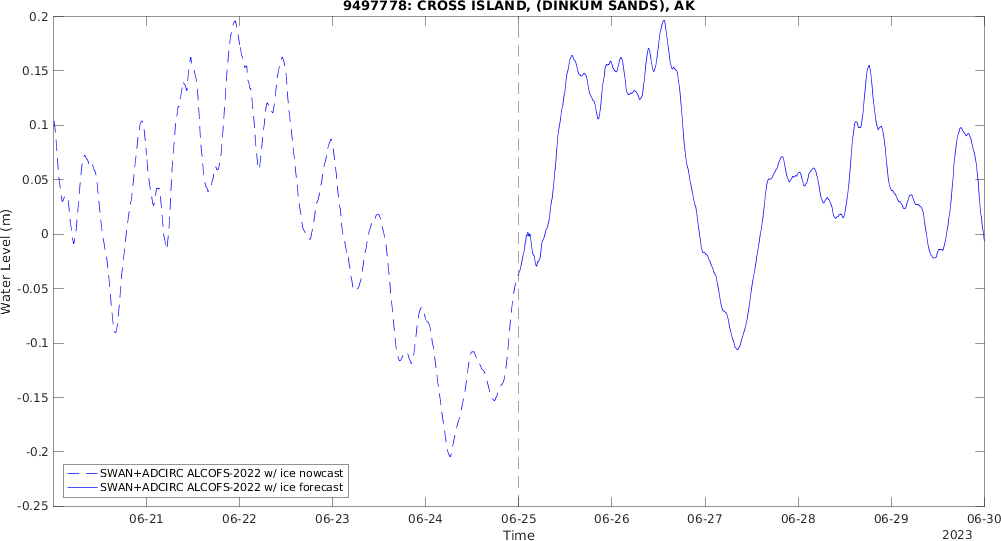 9497778: CROSS ISLAND, (DINKUM SANDS), AK
0.2
0.15
0.1
0.05
0
-0.05
-0.1
-0.15
-0.2
-0.25
Water Level (m)
SWAN+ADCIRC ALCOFS-2022 w/ ice nowcast
SWAN+ADCIRC ALCOFS-2022 w/ ice forecast
06-21 06-22 06-23 06-24 06-25 06-26 06-27 06-28 06-29 06-30
Time
2023